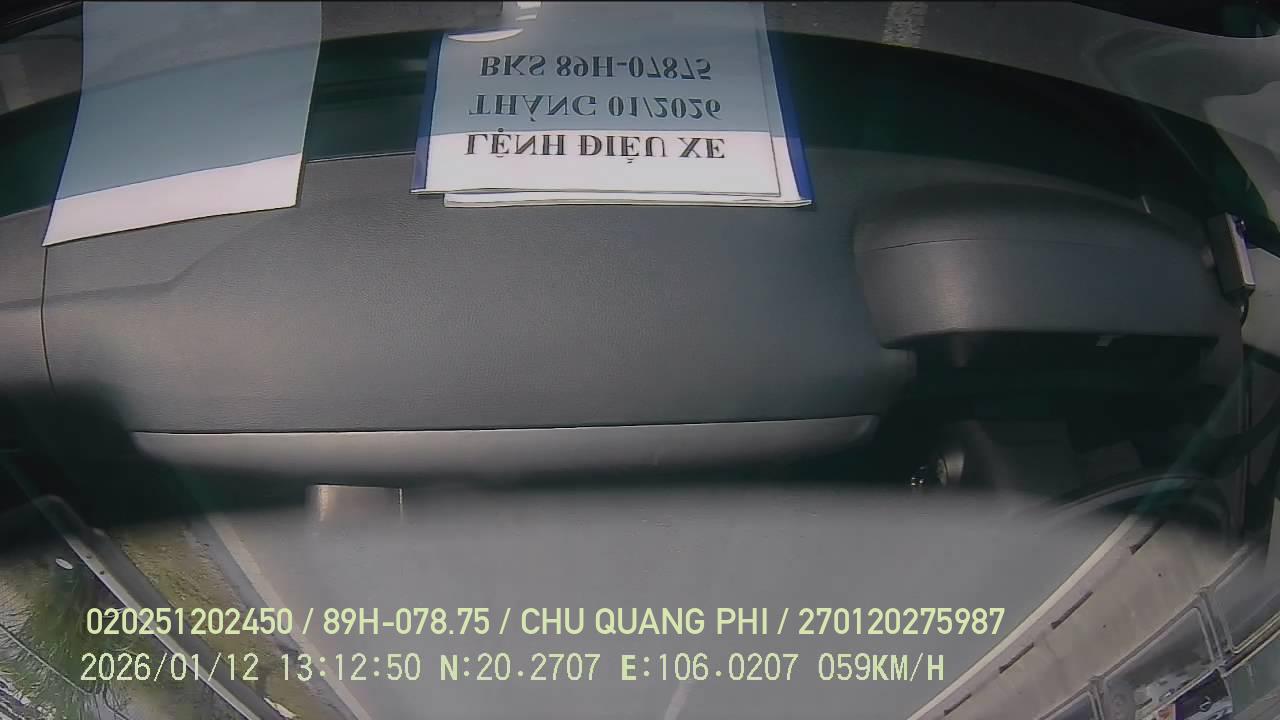 BKS 89H-07875
THÁNG 01/2026
LỆNH ĐIỀU XE
020251202450 / 89H-078.75 / CHU QUANG PHI / 270120275987
2026/01/12 13:12:50 N:20.2707 E:106.0207 059KM/H